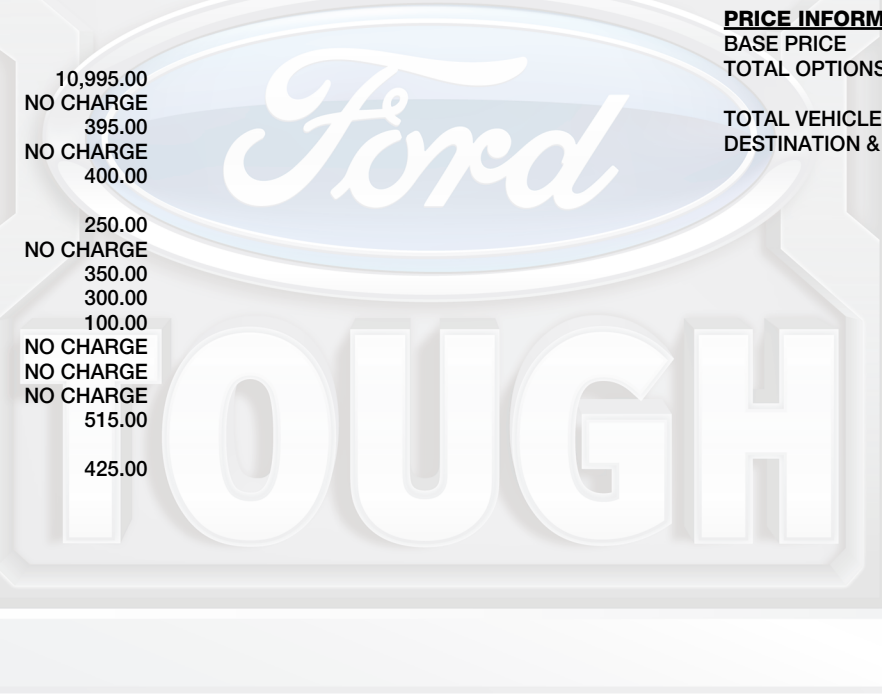 10,995.00
NO CHARGE
395.00
NO CHARGE
400.00
250.00
NO CHARGE
350.00
300.00
100.00
NO CHARGE
NO CHARGE
NO CHARGE
515.00
425.00
PRICE INFORM
BASE PRICE
TOTAL OPTIONS
TOTAL VEHICLE
DESTINATION &
Ford
TOUGH